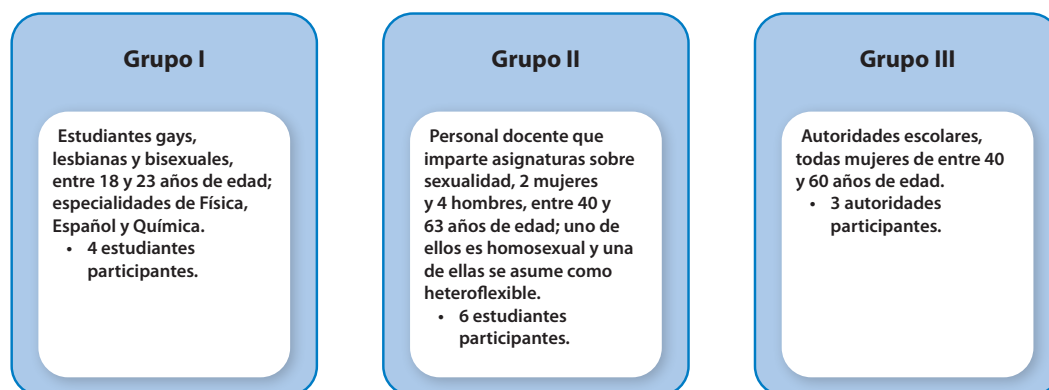 Grupo I
Estudiantes gays,
lesbianas y bisexuales,
entre 18 y 23 años de edad;
especialidades de Física,
Español y Química.
• 4 estudiantes
participantes.
Grupo II
Personal docente que
imparte asignaturas sobre
sexualidad, 2 mujeres
y 4 hombres, entre 40 y
63 años de edad; uno de
ellos es homosexual y una
de ellas se asume como
heteroflexible.
• 6 estudiantes
participantes.
Grupo III
Autoridades escolares,
todas mujeres de entre 40
y 60 años de edad.
• 3 autoridades
participantes.